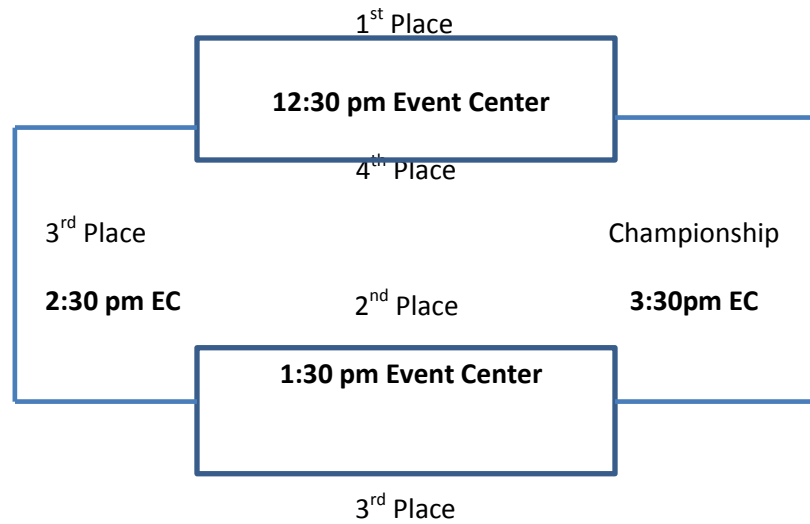 1st Place
12:30 pm Event Center
4th Place
3rd Place
Championship
2:30 pm EC
2nd Place
3:30pm EC
1:30 pm Event Center
3rd Place